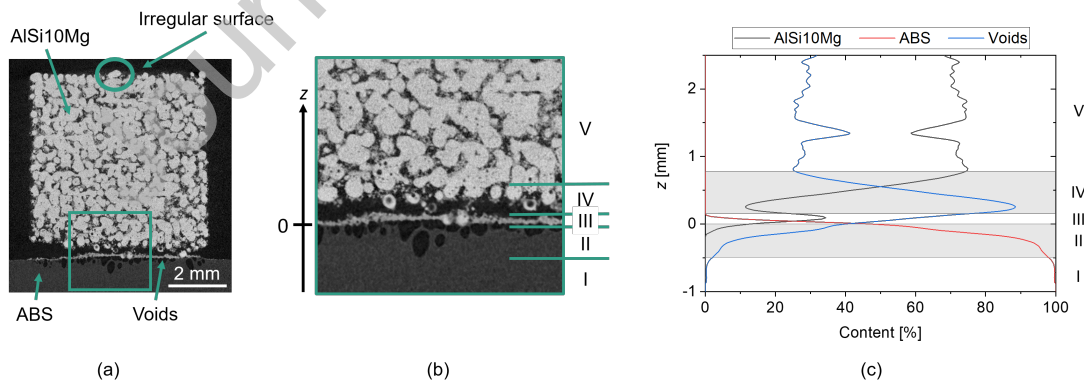 Irregular surface
AlSi10Mg
2 mm
ABS
Voids
(a)
z
0
V
IV
III
II
I
(b)
AlSi10Mg ABS Voids
z [mm]
2
1
0
-1
0 20 40 60 80 100
Content [%]
V
IV
III
II
I
(c)